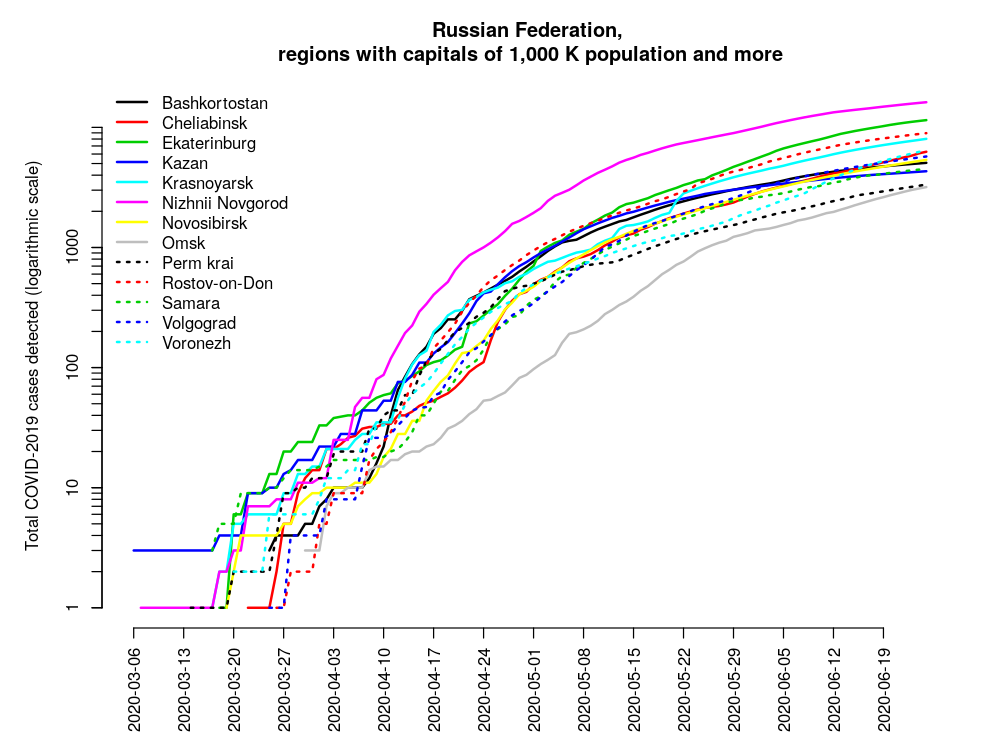 Russian Federation,
regions with capitals of 1,000 K population and more
Total COVID-2019 cases detected (logarithmic scale)
1000
100
10
1
Bashkortostan
Cheliabinsk
Ekaterinburg
Kazan
Krasnoyarsk
Nizhnii Novgorod
Novosibirsk
Omsk
Perm krai
Rostov-on-Don
Samara
Volgograd
Voronezh
2020-03-06
2020-03-13
2020-03-20
2020-03-27
2020-04-03
2020-04-10
2020-04-17
2020-04-24
2020-05-01
2020-05-08
2020-05-15
2020-05-22
2020-05-29
2020-06-05
2020-06-12
2020-06-19